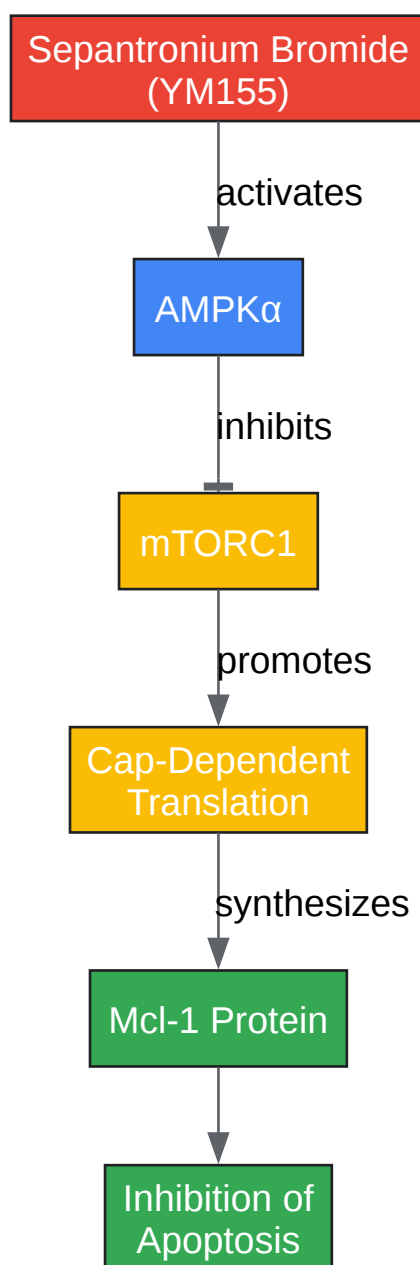 Sepantronium Bromide
(YM155)
activates
AMPKα
inhibits
mTORC1
promotes
Cap-Dependent
Translation
synthesizes
Mcl-1 Protein
Inhibition of
Apoptosis